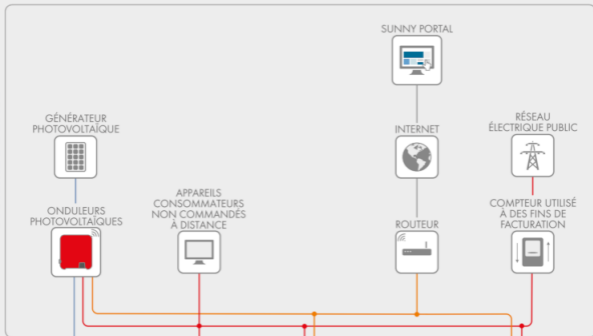 SUNNY PORTAL
GÉNÉRATEUR
PHOTOVOLTAÏQUE
INTERNET
RÉSEAU
ÉLECTRIQUE PUBLIC
ONDULEURS
PHOTOVOLTAÏQUES
APPAREILS
CONSOMMATEURS
NON COMMANDÉS
À DISTANCE
ROUTEUR
COMPTEUR UTILISÉ
À DES FINS DE
FACTURATION